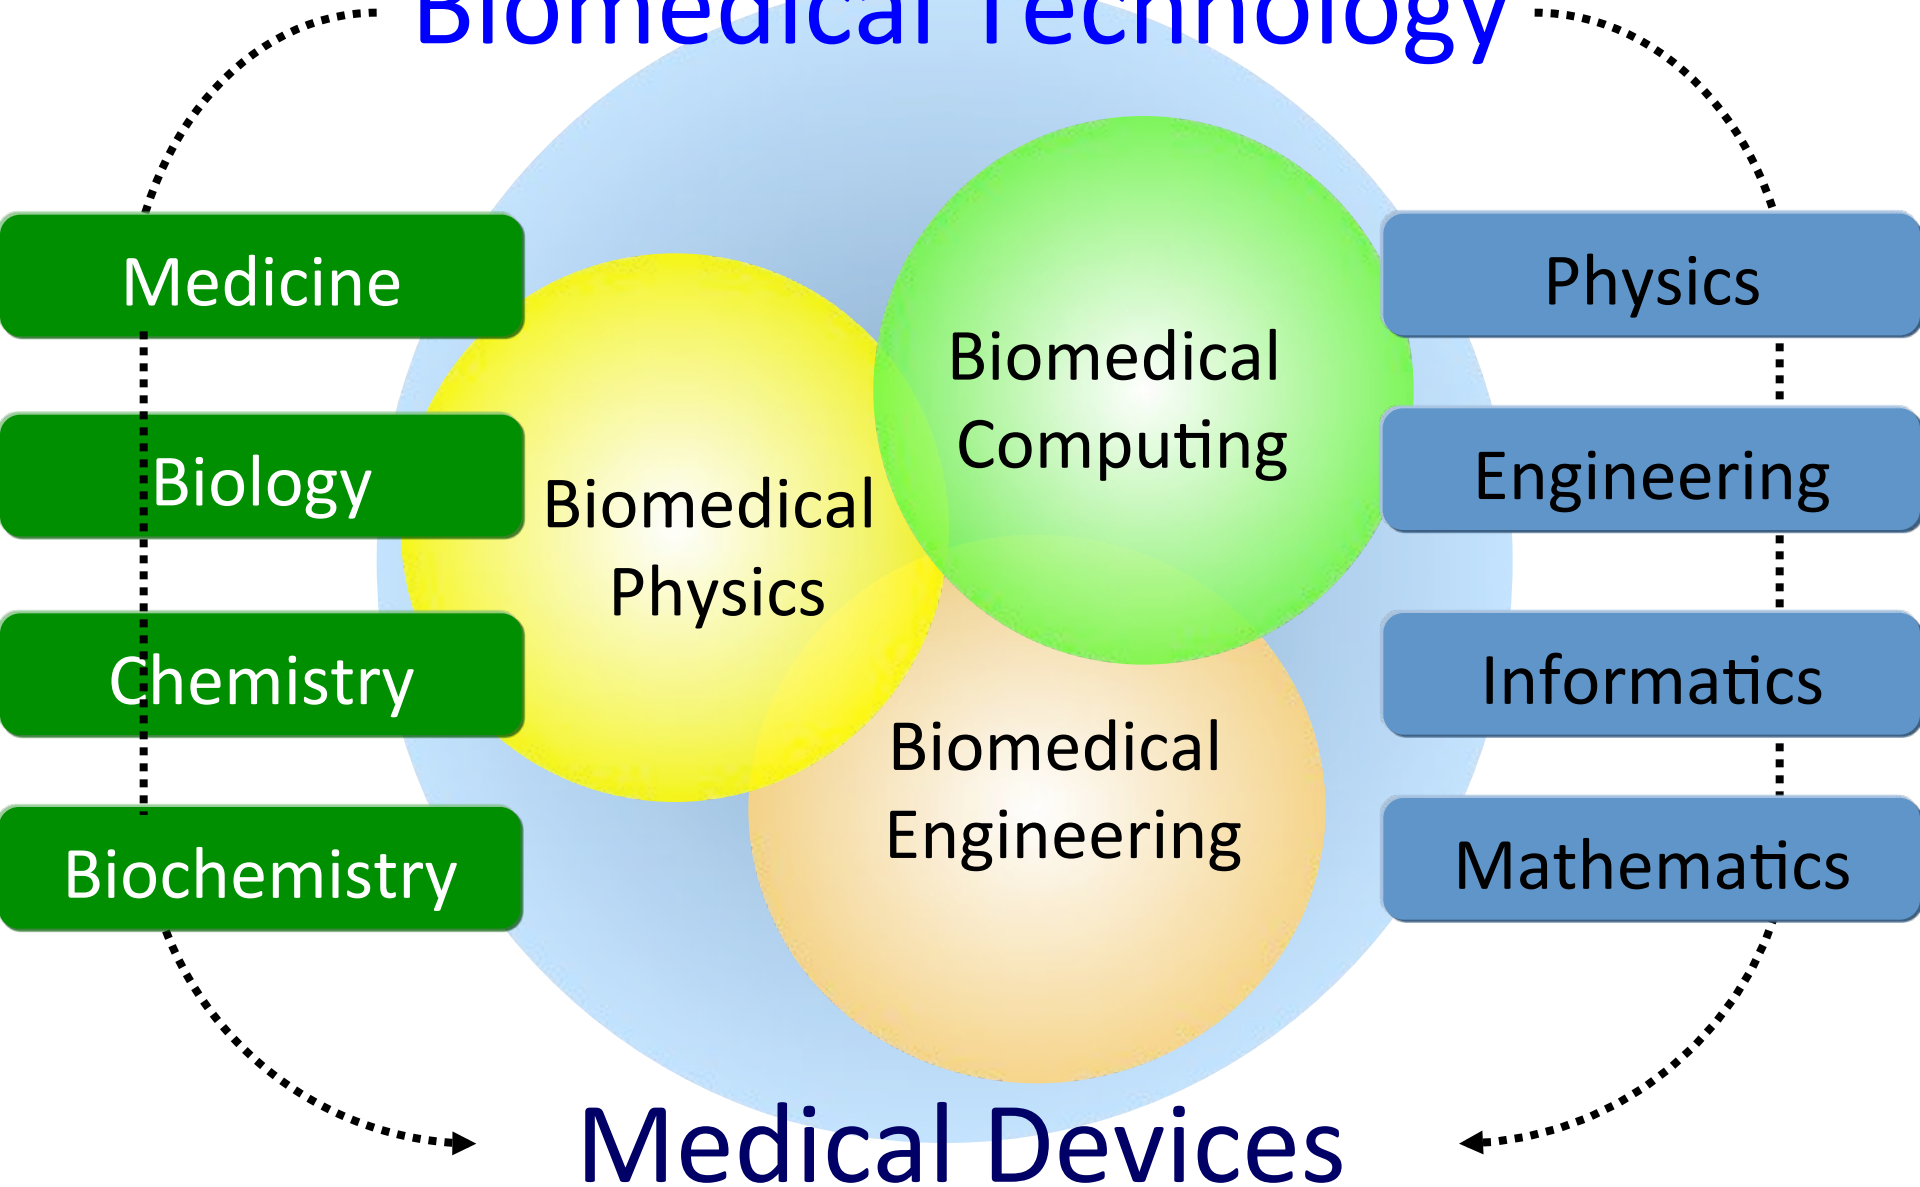 Biomedical Technology
Medicine
Biology
Chemistry
Biochemistry
Biomedical
Physics
Biomedical
Computing
Biomedical
Engineering
Physics
Engineering
Informatics
Mathematics
Medical Devices